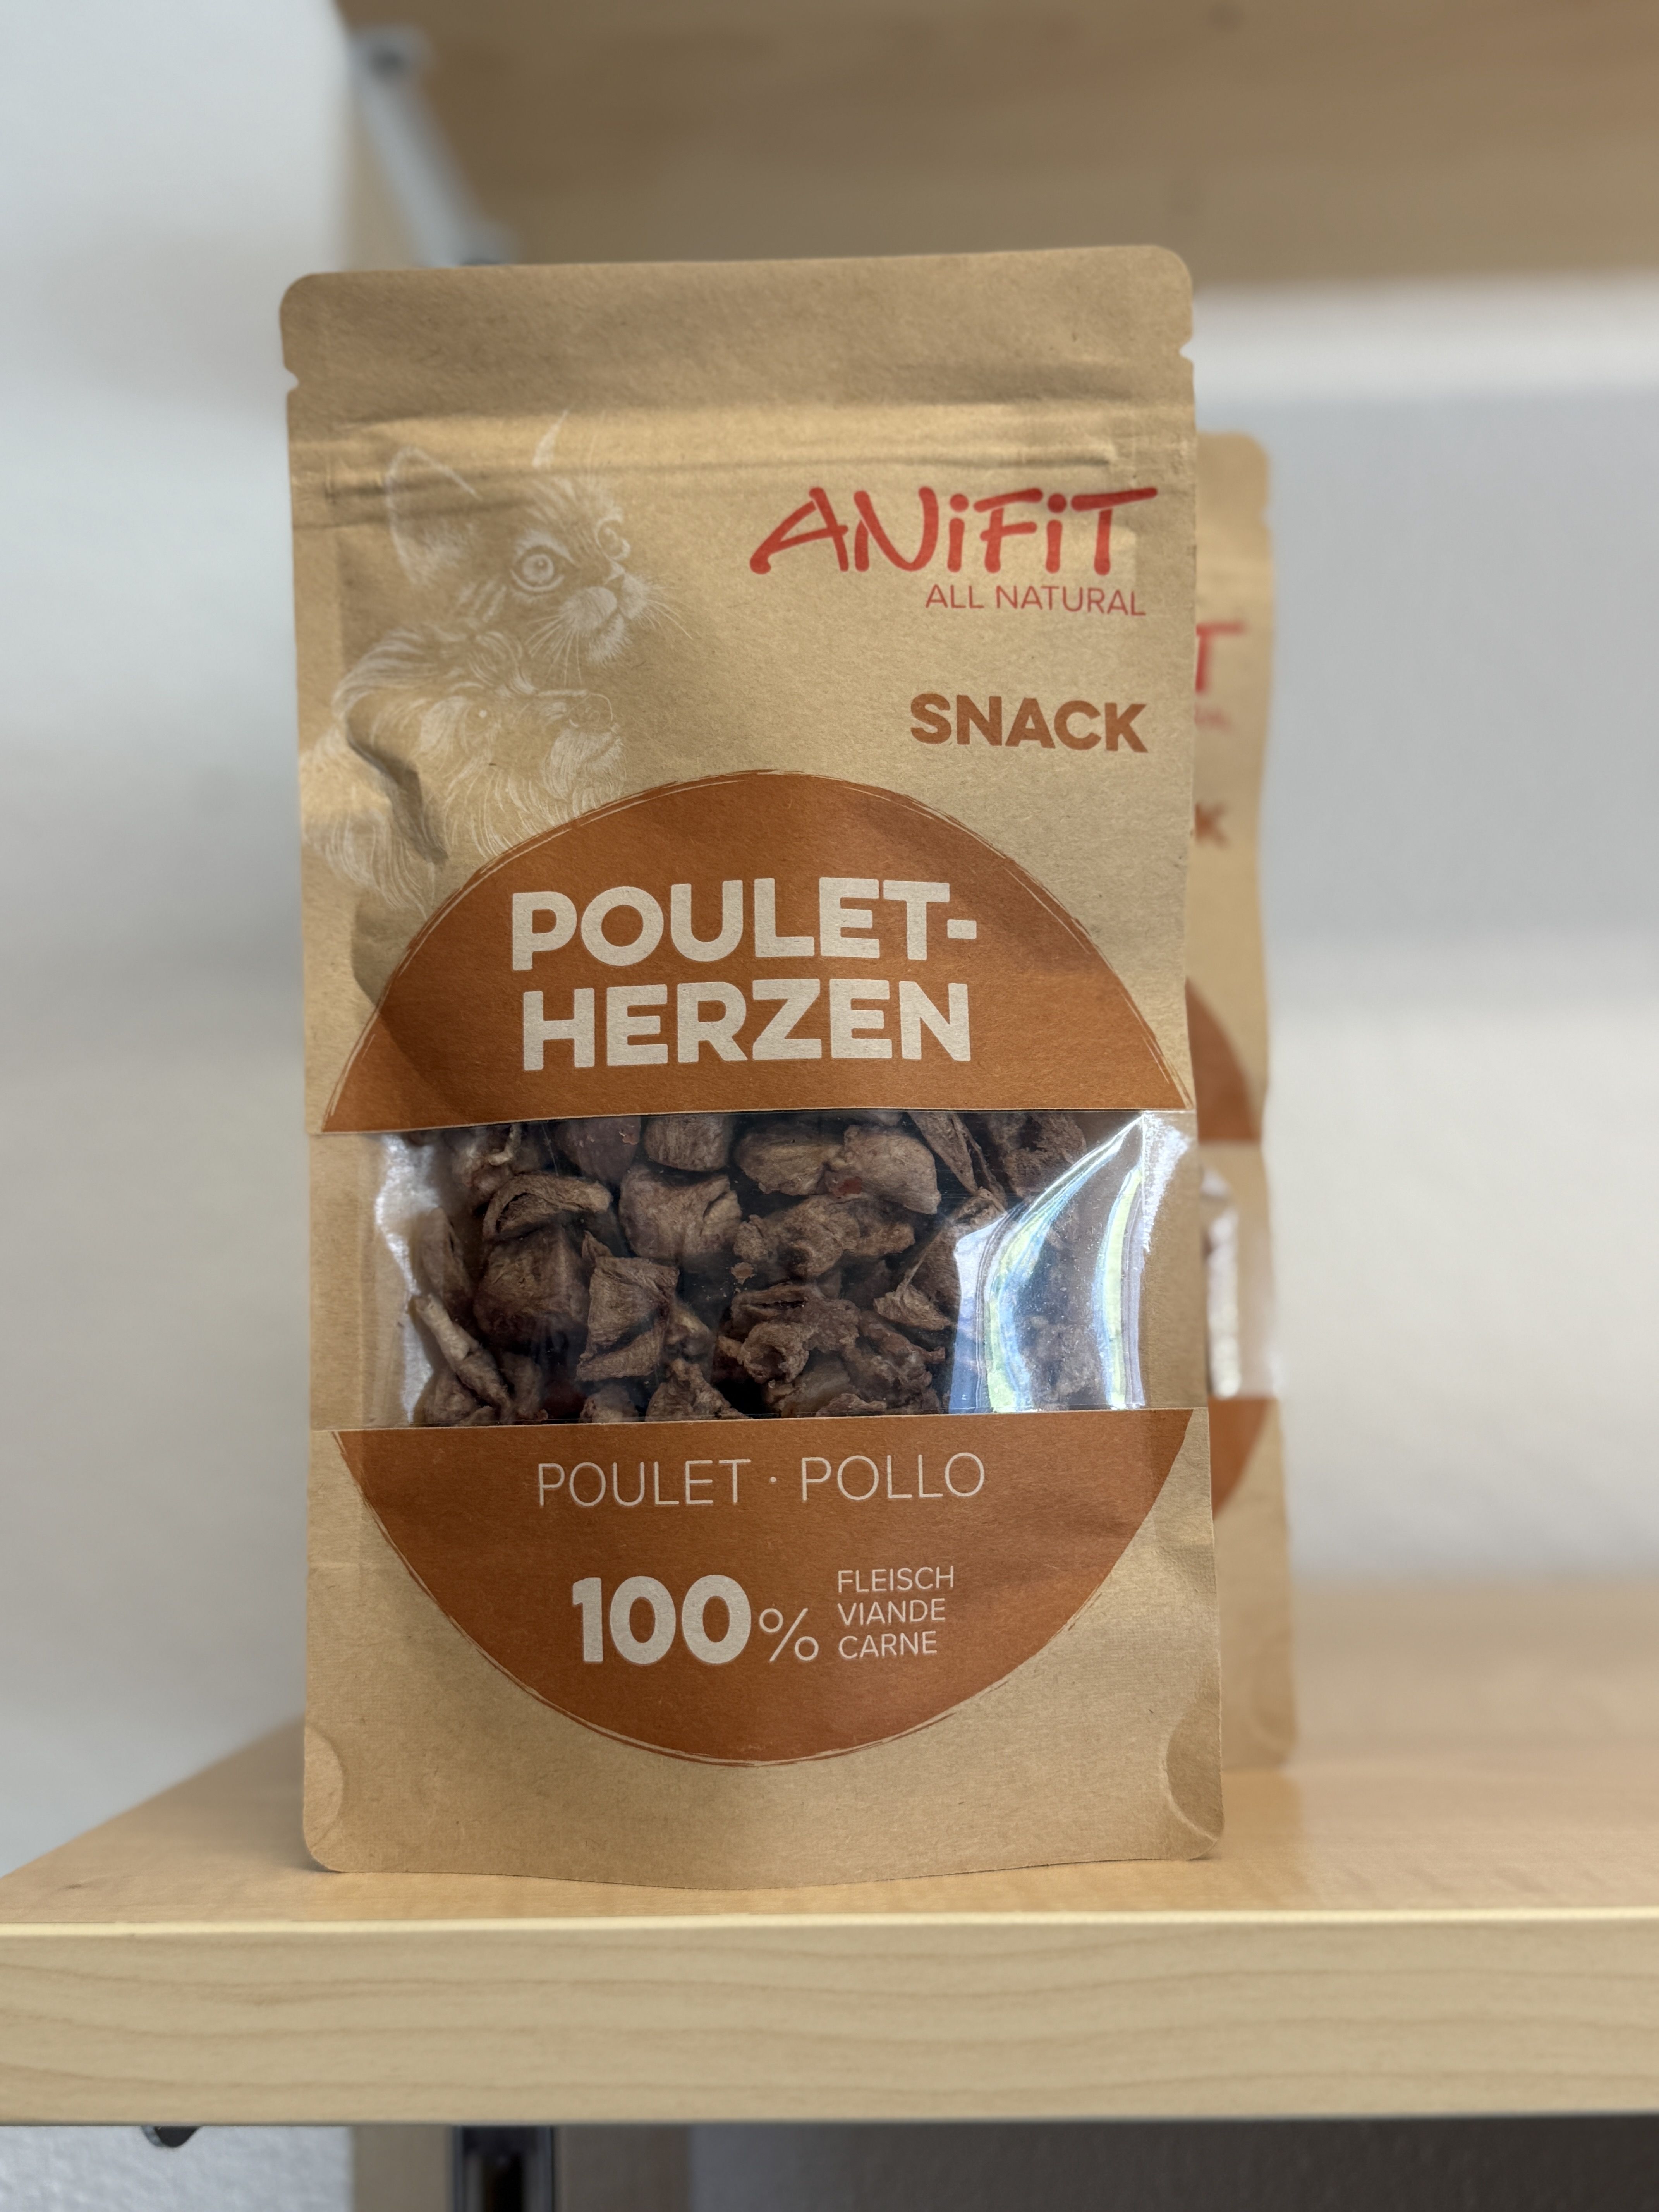 ANiFiT
ALL NATURAL
SNACK
POULET-
HERZEN
POULET · POLLO
100% FLEISCH
VIANDE
CARNE
T
K